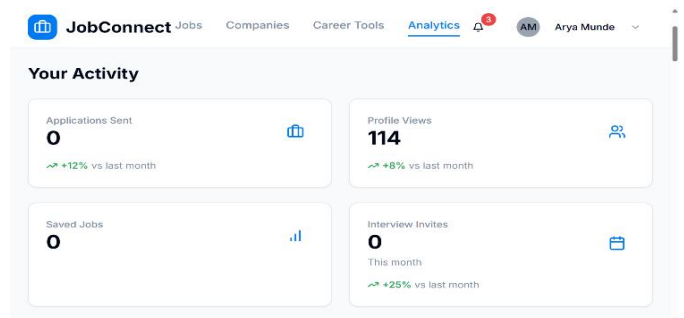 JobConnect Jobs Companies Career Tools Analytics 3 AM Arya Munde
Your Activity
Applications Sent
0
+12% vs last month
Profile Views
114
+8% vs last month
Saved Jobs
0
Interview Invites
0
This month
+25% vs last month